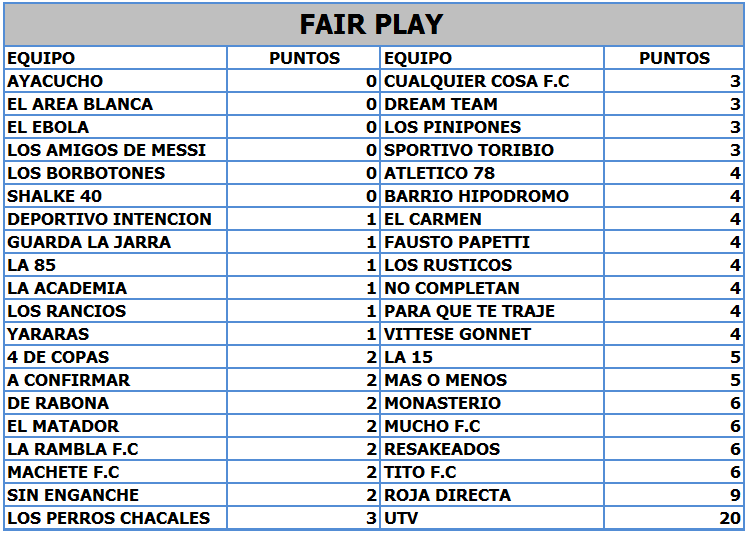 FAIR PLAY
EQUIPO PUNTOS EQUIPO PUNTOS
AYACUCHO 0 CUALQUIER COSA F.C 3
EL AREA BLANCA 0 DREAM TEAM 3
EL EBOLA 0 LOS PINIPONES 3
LOS AMIGOS DE MESSI 0 SPORTIVO TORIBIO 3
LOS BORBOTONES 0 ATLETICO 78 4
SHALKE 40 0 BARRIO HIPODROMO 4
DEPORTIVO INTENCION 1 EL CARMEN 4
GUARDA LA JARRA 1 FAUSTO PAPETTI 4
LA 85 1 LOS RUSTICOS 4
LA ACADEMIA 1 NO COMPLETAN 4
LOS RANCIOS 1 PARA QUE TE TRAJE 4
YARARAS 1 VITTESE GONNET 4
4 DE COPAS 2 LA 15 5
A CONFIRMAR 2 MAS O MENOS 5
DE RABONA 2 MONASTERIO 6
EL MATADOR 2 MUCHO F.C 6
LA RAMBLA F.C 2 RESAKEADOS 6
MACHETE F.C 2 TITO F.C 6
SIN ENGANCHE 2 ROJA DIRECTA 9
LOS PERROS CHACALES 3 UTV 20